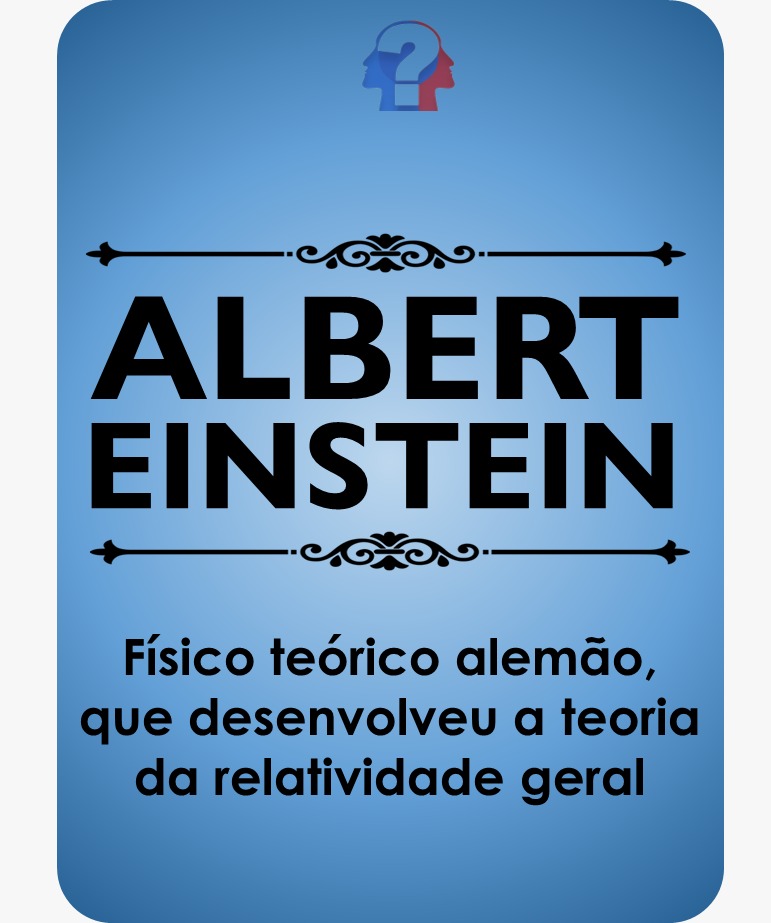 ALBERT
EINSTEIN
Físico teórico alemão,
que desenvolveu a teoria
da relatividade geral